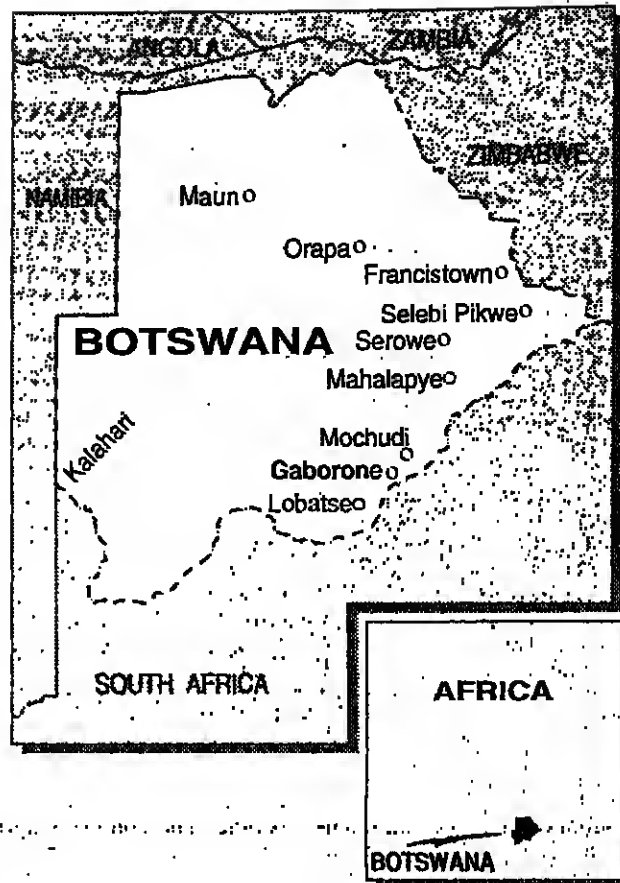 ANGOLA
ZAMBIA
ZIMBABWE
NAMIBIA
Maun
Orapa
Francistown
Selebi Pikwe
BOTSWANA
Serowe
Mahalapye
Kalahari
Mochudi
Gaborone
Lobatse
SOUTH AFRICA
AFRICA
BOTSWANA